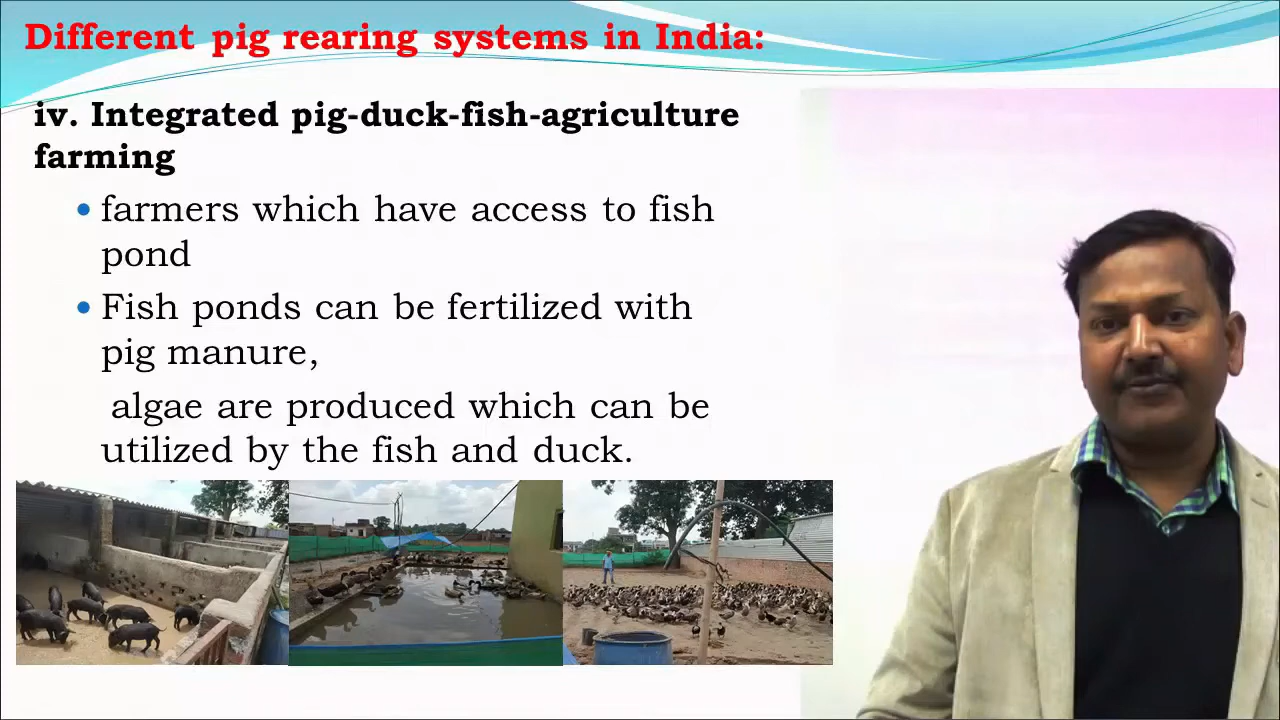 Different pig rearing systems in India:
iv. Integrated pig-duck-fish-agriculture
farming
• farmers which have access to fish
pond
• Fish ponds can be fertilized with
pig manure,
algae are produced which can be
utilized by the fish and duck.